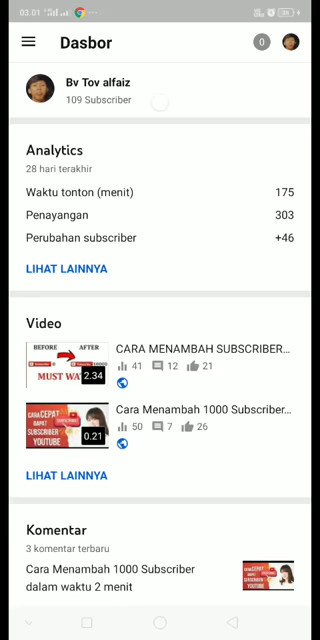 03.01
Dasbor
0
Bv Tov alfaiz
109 Subscriber
Analytics
28 hari terakhir
Waktu tonton (menit) 175
Penayangan 303
Perubahan subscriber +46
LIHAT LAINNYA
Video
BEFORE AFTER
MUST WA
2.34
CARA MENAMBAH SUBSCRIBER...
41 12 21
CARA CEPAT
DAPAT
SUBSCRIBER
YOUTUBE
0.21
Cara Menambah 1000 Subscriber...
50 7 26
LIHAT LAINNYA
Komentar
3 komentar terbaru
Cara Menambah 1000 Subscriber
dalam waktu 2 menit